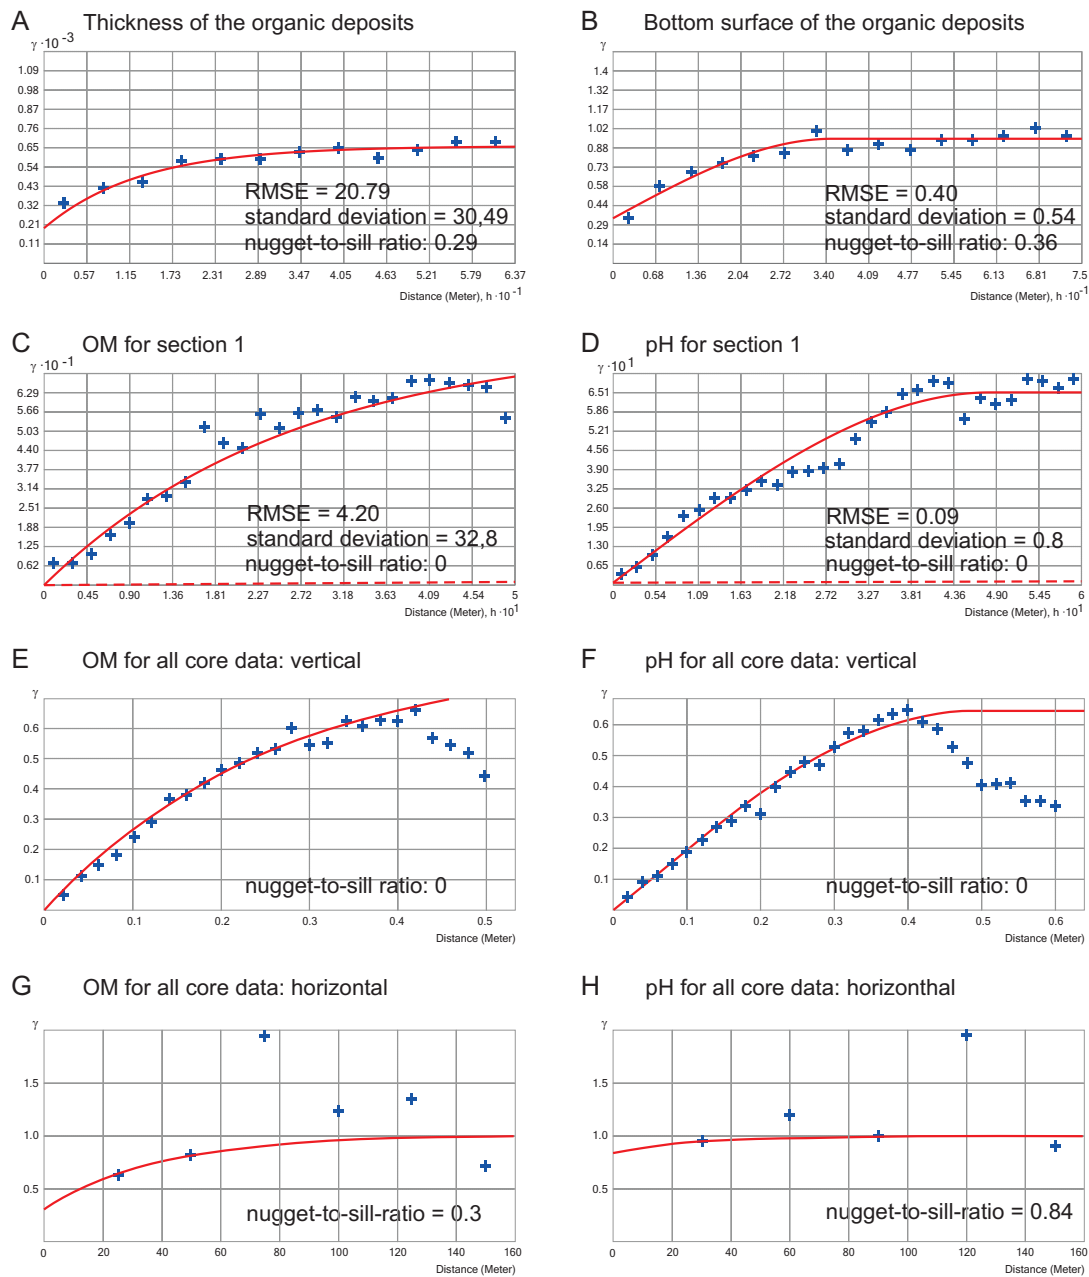 A Thickness of the organic deposits
γ ·10⁻³
1.09
0.98
0.87
0.76
0.65
0.54
0.43
0.32
0.21
0.11
RMSE = 20.79
standard deviation = 30,49
nugget-to-sill ratio: 0.29
0 0.57 1.15 1.73 2.31 2.89 3.47 4.05 4.63 5.21 5.79 6.37
Distance (Meter), h ·10⁻¹
B Bottom surface of the organic deposits
γ
1.4
1.32
1.17
1.02
0.88
0.73
0.58
0.44
0.29
0.14
RMSE = 0.40
standard deviation = 0.54
nugget-to-sill ratio: 0.36
0 0.68 1.36 2.04 2.72 3.40 4.09 4.77 5.45 6.13 6.81 7.5
Distance (Meter), h ·10⁻¹
C OM for section 1
γ ·10⁻¹
6.29
5.66
5.03
4.40
3.77
3.14
2.51
1.88
1.25
0.62
RMSE = 4.20
standard deviation = 32,8
nugget-to-sill ratio: 0
0 0.45 0.90 1.36 1.81 2.27 2.72 3.18 3.63 4.09 4.54 5
Distance (Meter), h ·10¹
D pH for section 1
γ ·10¹
6.51
5.86
5.21
4.56
3.90
3.25
2.60
1.95
1.30
0.65
RMSE = 0.09
standard deviation = 0.8
nugget-to-sill ratio: 0
0 0.54 1.09 1.63 2.18 2.72 3.27 3.81 4.36 4.90 5.45 6
Distance (Meter), h ·10¹
E OM for all core data: vertical
γ
0.6
0.5
0.4
0.3
0.2
0.1
nugget-to-sill ratio: 0
0 0.1 0.2 0.3 0.4 0.5
Distance (Meter)
F pH for all core data: vertical
γ
0.6
0.5
0.4
0.3
0.2
0.1
nugget-to-sill ratio: 0
0 0.1 0.2 0.3 0.4 0.5 0.6
Distance (Meter)
G OM for all core data: horizontal
γ
1.5
1.0
0.5
nugget-to-sill-ratio = 0.3
0 20 40 60 80 100 120 140 160
Distance (Meter)
H pH for all core data: horizonthal
γ
1.5
1.0
0.5
nugget-to-sill-ratio = 0.84
0 20 40 60 80 100 120 140 160
Distance (Meter)